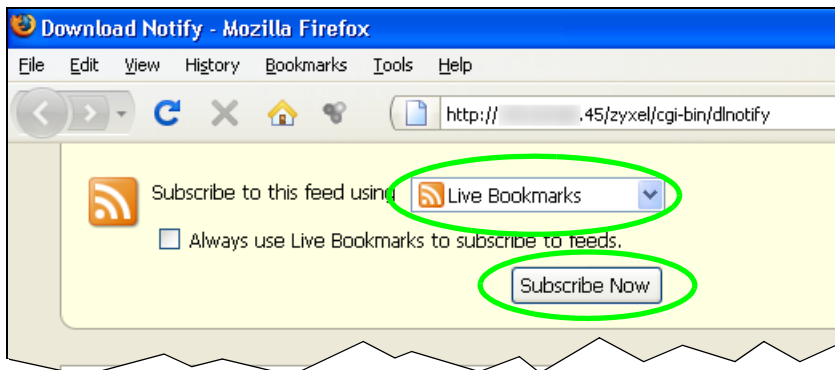 Download Notify - Mozilla Firefox
File Edit View History Bookmarks Tools Help
http:// .45/zyxel/cgi-bin/dlnotify
Subscribe to this feed using Live Bookmarks
Always use Live Bookmarks to subscribe to feeds.
Subscribe Now